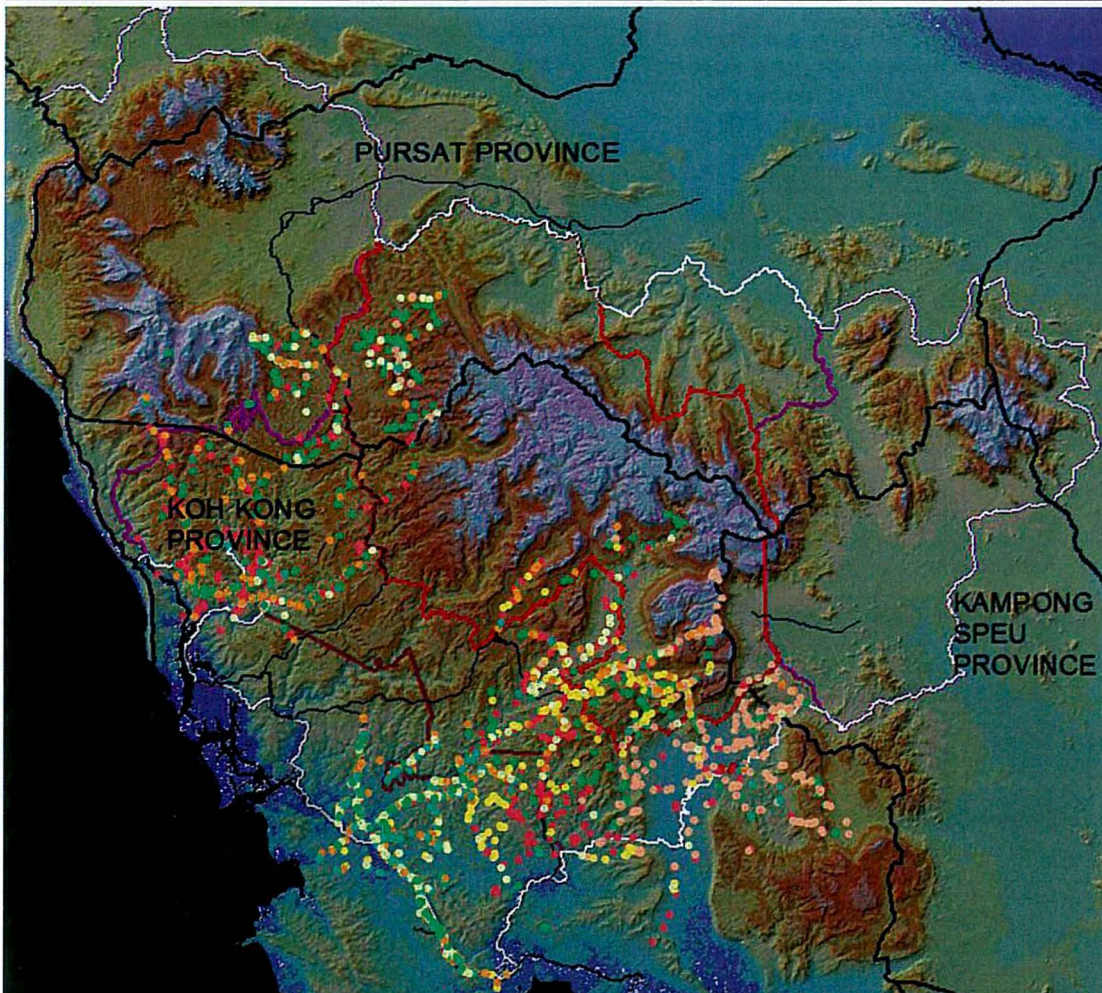 PURSAT PROVINCE
KOH KONG
PROVINCE
KAMPONG
SPEU
PROVINCE